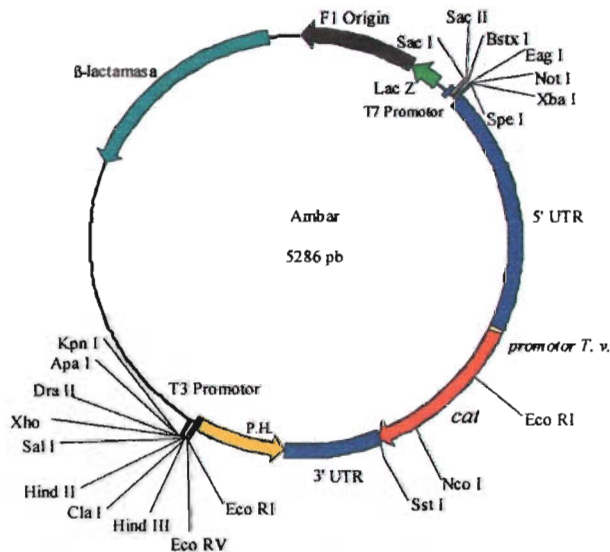 F1 Origin
Sac II
Sac I
Bstx I
Eag I
ß-lactamasa
Lac Z
Not I
T7 Promotor
Xba I
Spe I
Ambar
5286 pb
5' UTR
promotor T. v.
Kpn I
Apa I
T3 Promotor
Dra II
Xho
P.H.
cat
Eco RI
Sal I
3' UTR
Nco I
Hind II
Sst I
Cla I
Eco RI
Hind III
Eco RV